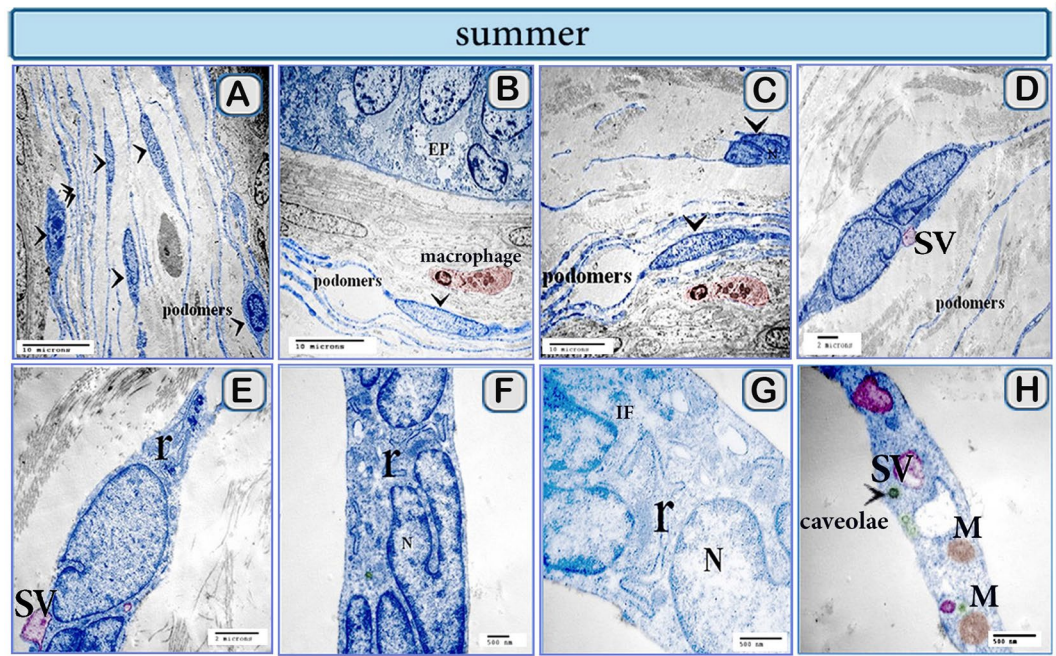 summer
A
podomers
10 microns
B
EP
macrophage
podomers
10 microns
C
N
podomers
10 microns
D
SV
podomers
2 microns
E
r
SV
2 microns
F
r
N
500 nm
G
IF
r
N
500 nm
H
SV
caveolae
M
M
500 nm